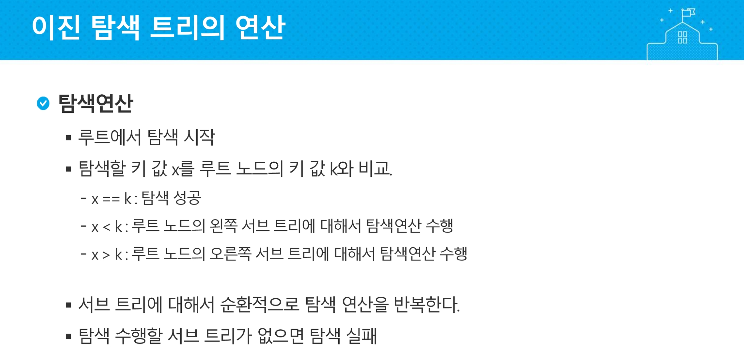 이진 탐색 트리의 연산
탐색연산
▪ 루트에서 탐색 시작
▪ 탐색할 키 값 x를 루트 노드의 키 값 k와 비교.
- x == k : 탐색 성공
- x < k : 루트 노드의 왼쪽 서브 트리에 대해서 탐색연산 수행
- x > k : 루트 노드의 오른쪽 서브 트리에 대해서 탐색연산 수행
▪ 서브 트리에 대해서 순환적으로 탐색 연산을 반복한다.
▪ 탐색 수행할 서브 트리가 없으면 탐색 실패